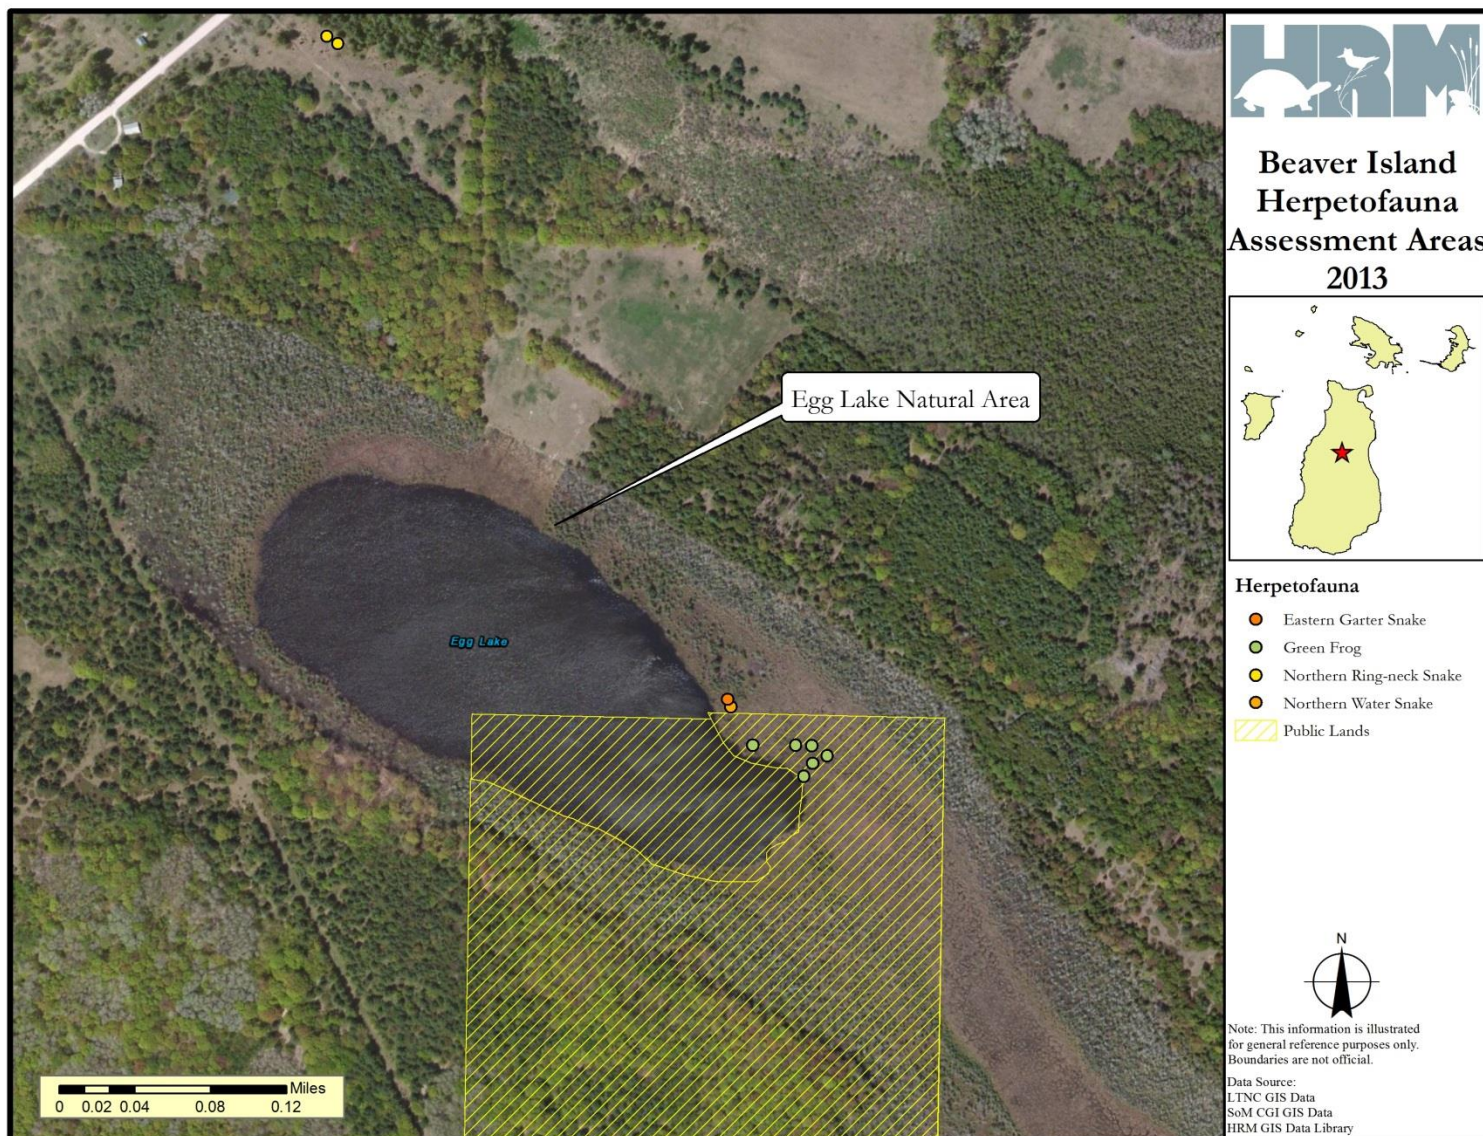 HRM
Beaver Island
Herpetofauna
Assessment Areas
2013
Egg Lake Natural Area
Egg Lake
Herpetofauna
Eastern Garter Snake
Green Frog
Northern Ring-neck Snake
Northern Water Snake
Public Lands
N
Note: This information is illustrated
for general reference purposes only.
Boundaries are not official.
Data Source:
LTNC GIS Data
SoM CGI GIS Data
HRM GIS Data Library
Miles
0 0.02 0.04 0.08 0.12